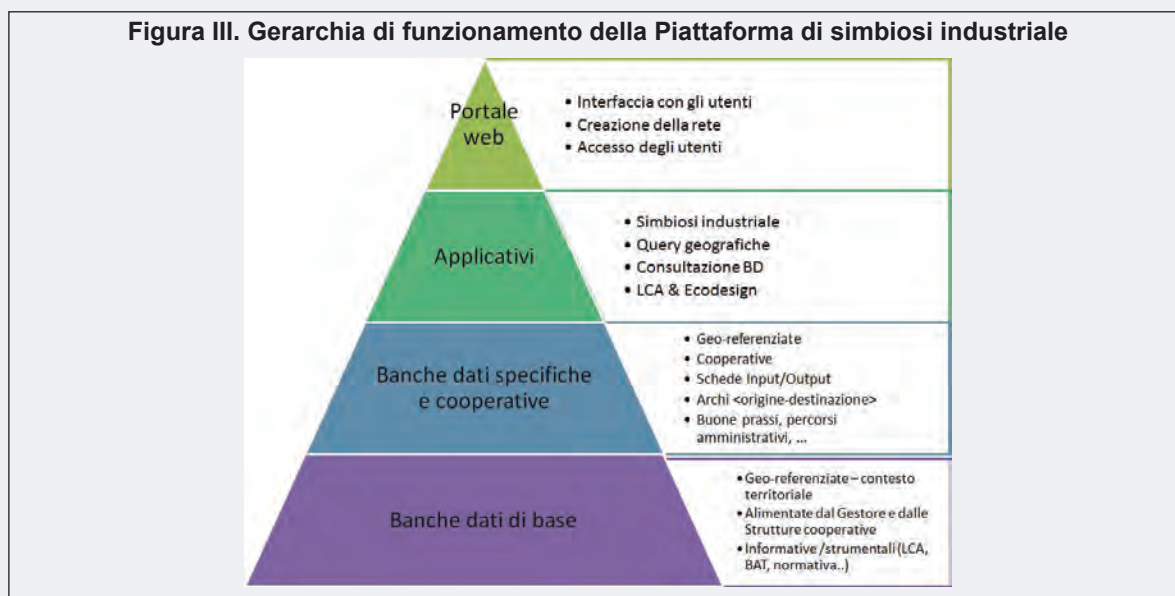 Figura III. Gerarchia di funzionamento della Piattaforma di simbiosi industriale
Portale
web
• Interfaccia con gli utenti
• Creazione della rete
• Accesso degli utenti
Applicativi
• Simbiosi industriale
• Query geografiche
• Consultazione BD
• LCA & Ecodesign
Banche dati specifiche
e cooperative
• Geo-referenziate
• Cooperative
• Schede Input/Output
• Archi <origine-destinazione>
• Buone prassi, percorsi
amministrativi, ...
Banche dati di base
•Geo-referenziate – contesto
territoriale
•Alimentate dal Gestore e dalle
Strutture cooperative
•Informative /strumentali (LCA,
BAT, normativa..)